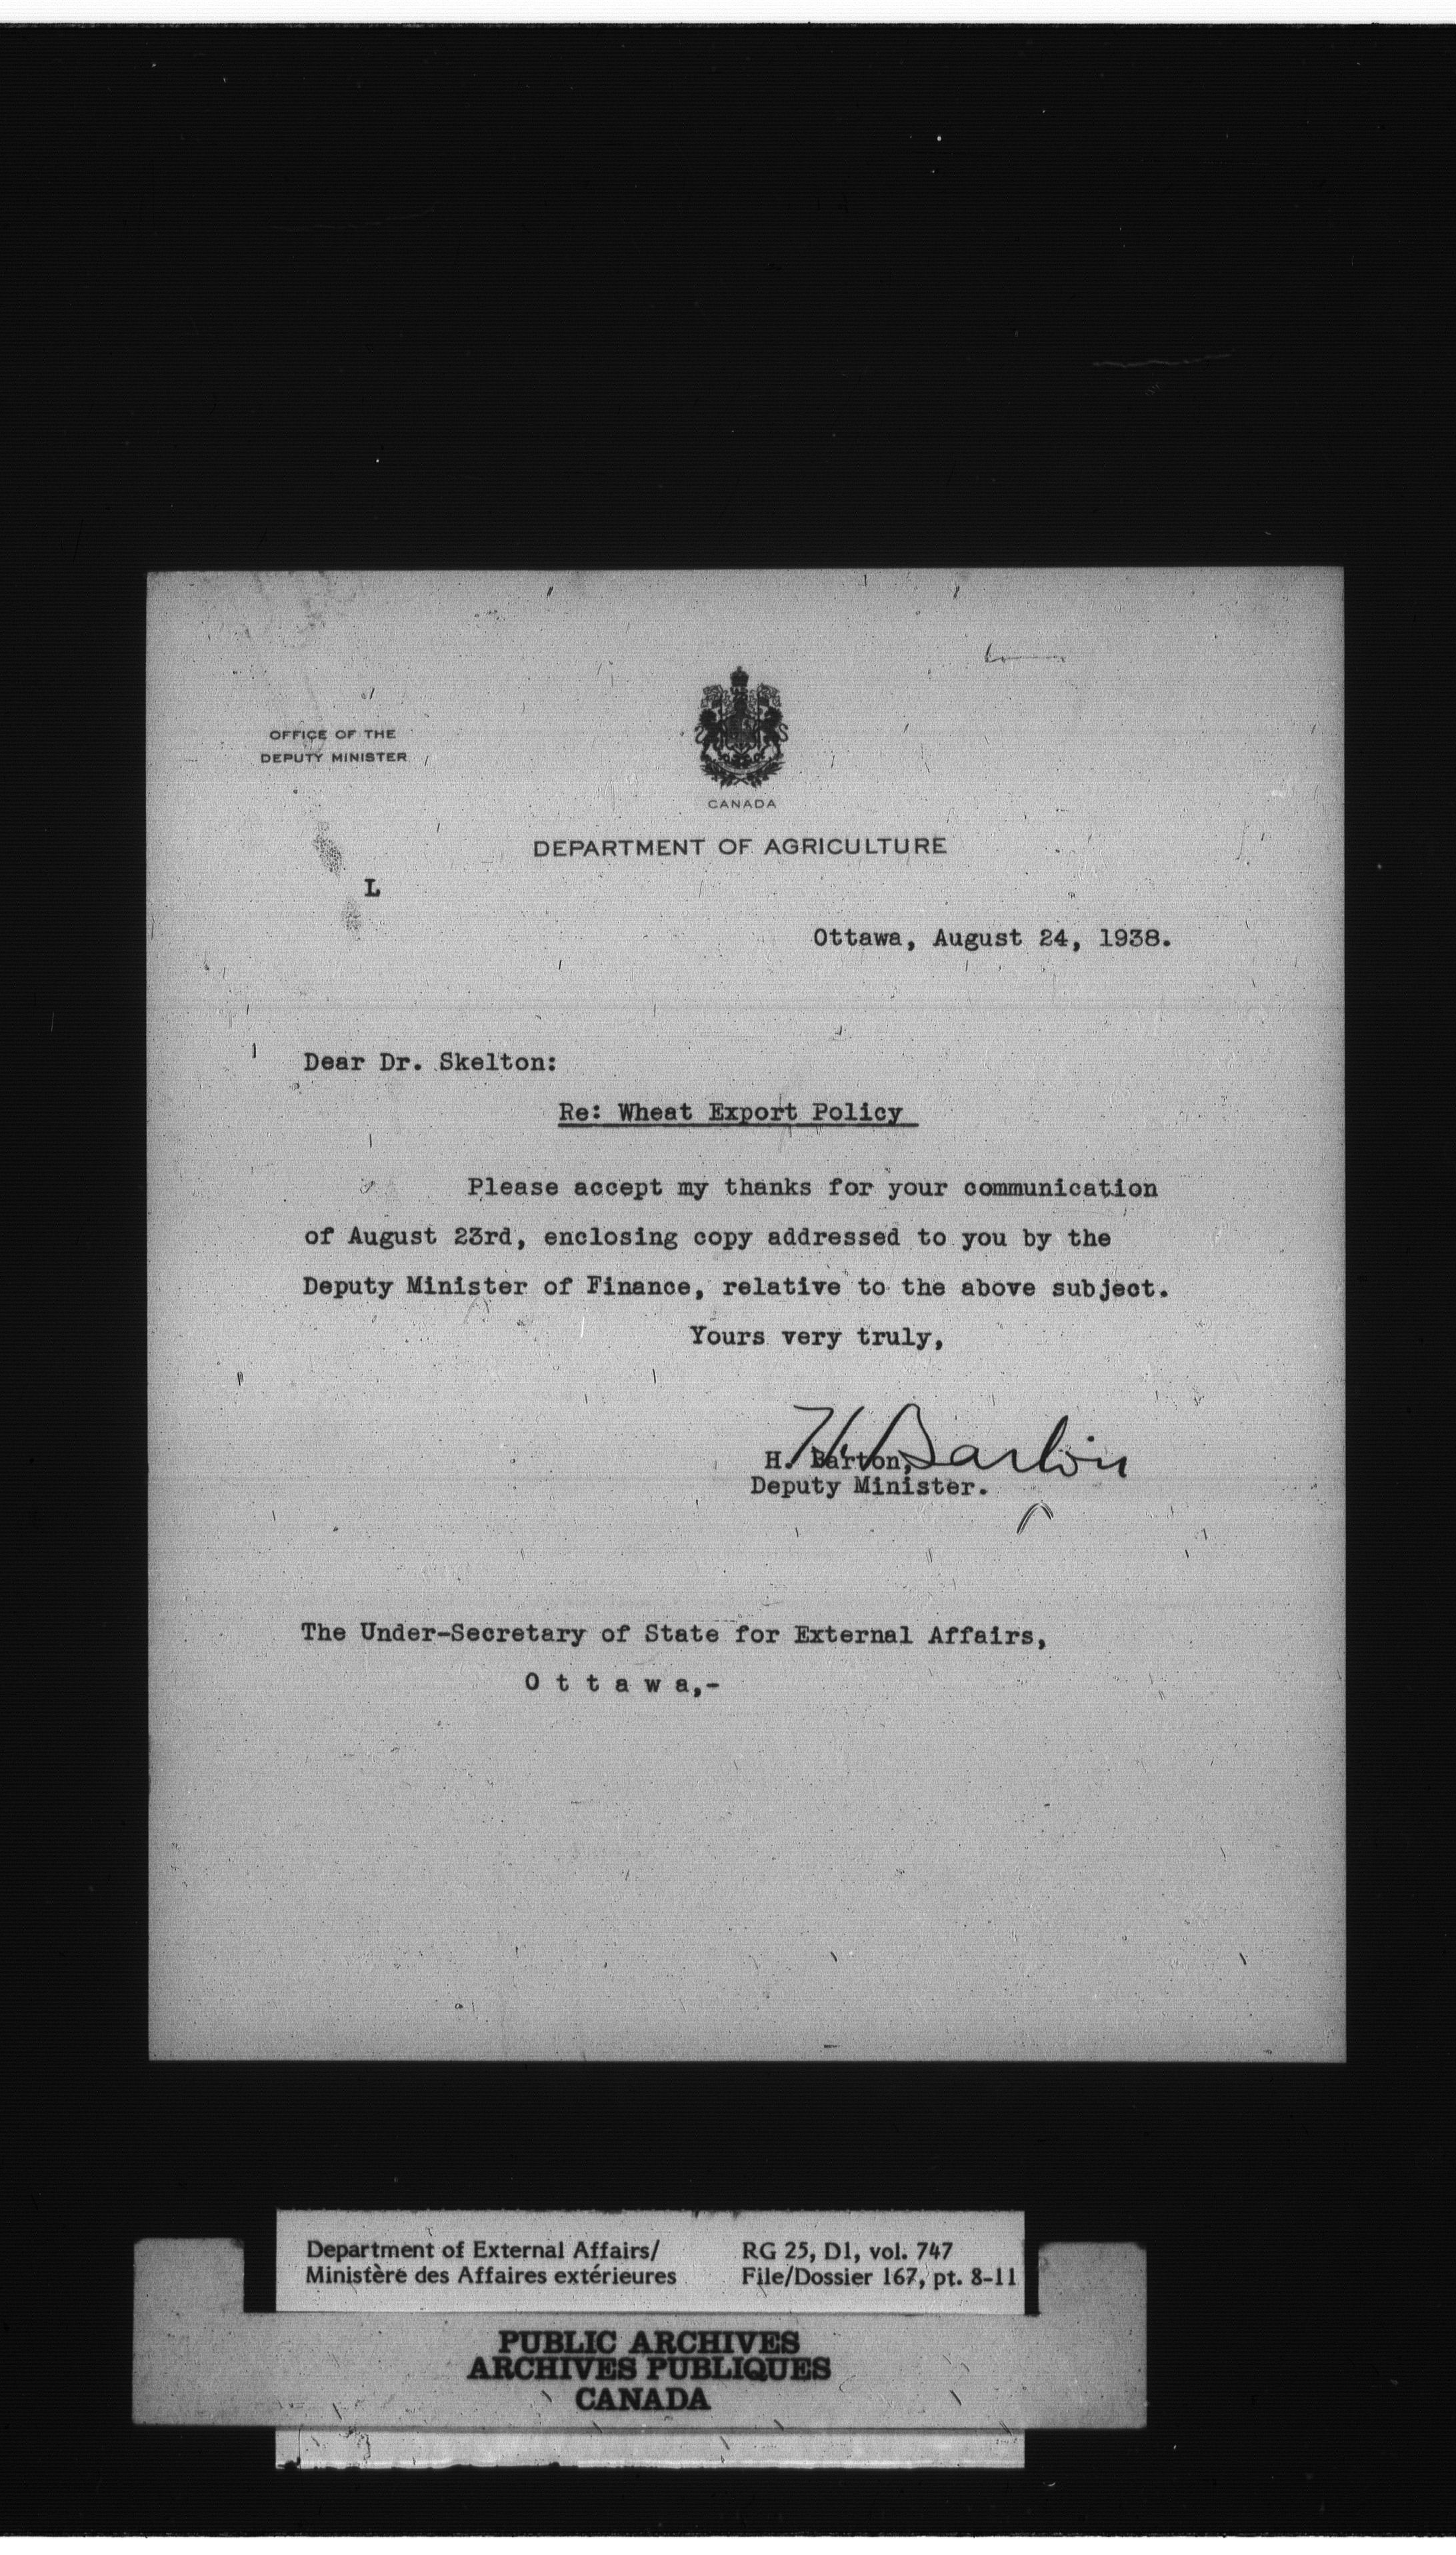 OFFICE OF THE
DEPUTY MINISTER
CANADA
DEPARTMENT OF AGRICULTURE
L
Ottawa, August 24, 1938.
Dear Dr. Skelton:
Re: Wheat Export Policy
Please accept my thanks for your communication
of August 23rd, enclosing copy addressed to you by the
Deputy Minister of Finance, relative to the above subject.
Yours very truly,
H. Barton
H. Barton,
Deputy Minister.
The Under-Secretary of State for External Affairs,
O t t a w a,-
Department of External Affairs/
Ministère des Affaires extérieures
RG 25, D1, vol. 747
File/Dossier 167, pt. 8-11
PUBLIC ARCHIVES
ARCHIVES PUBLIQUES
CANADA